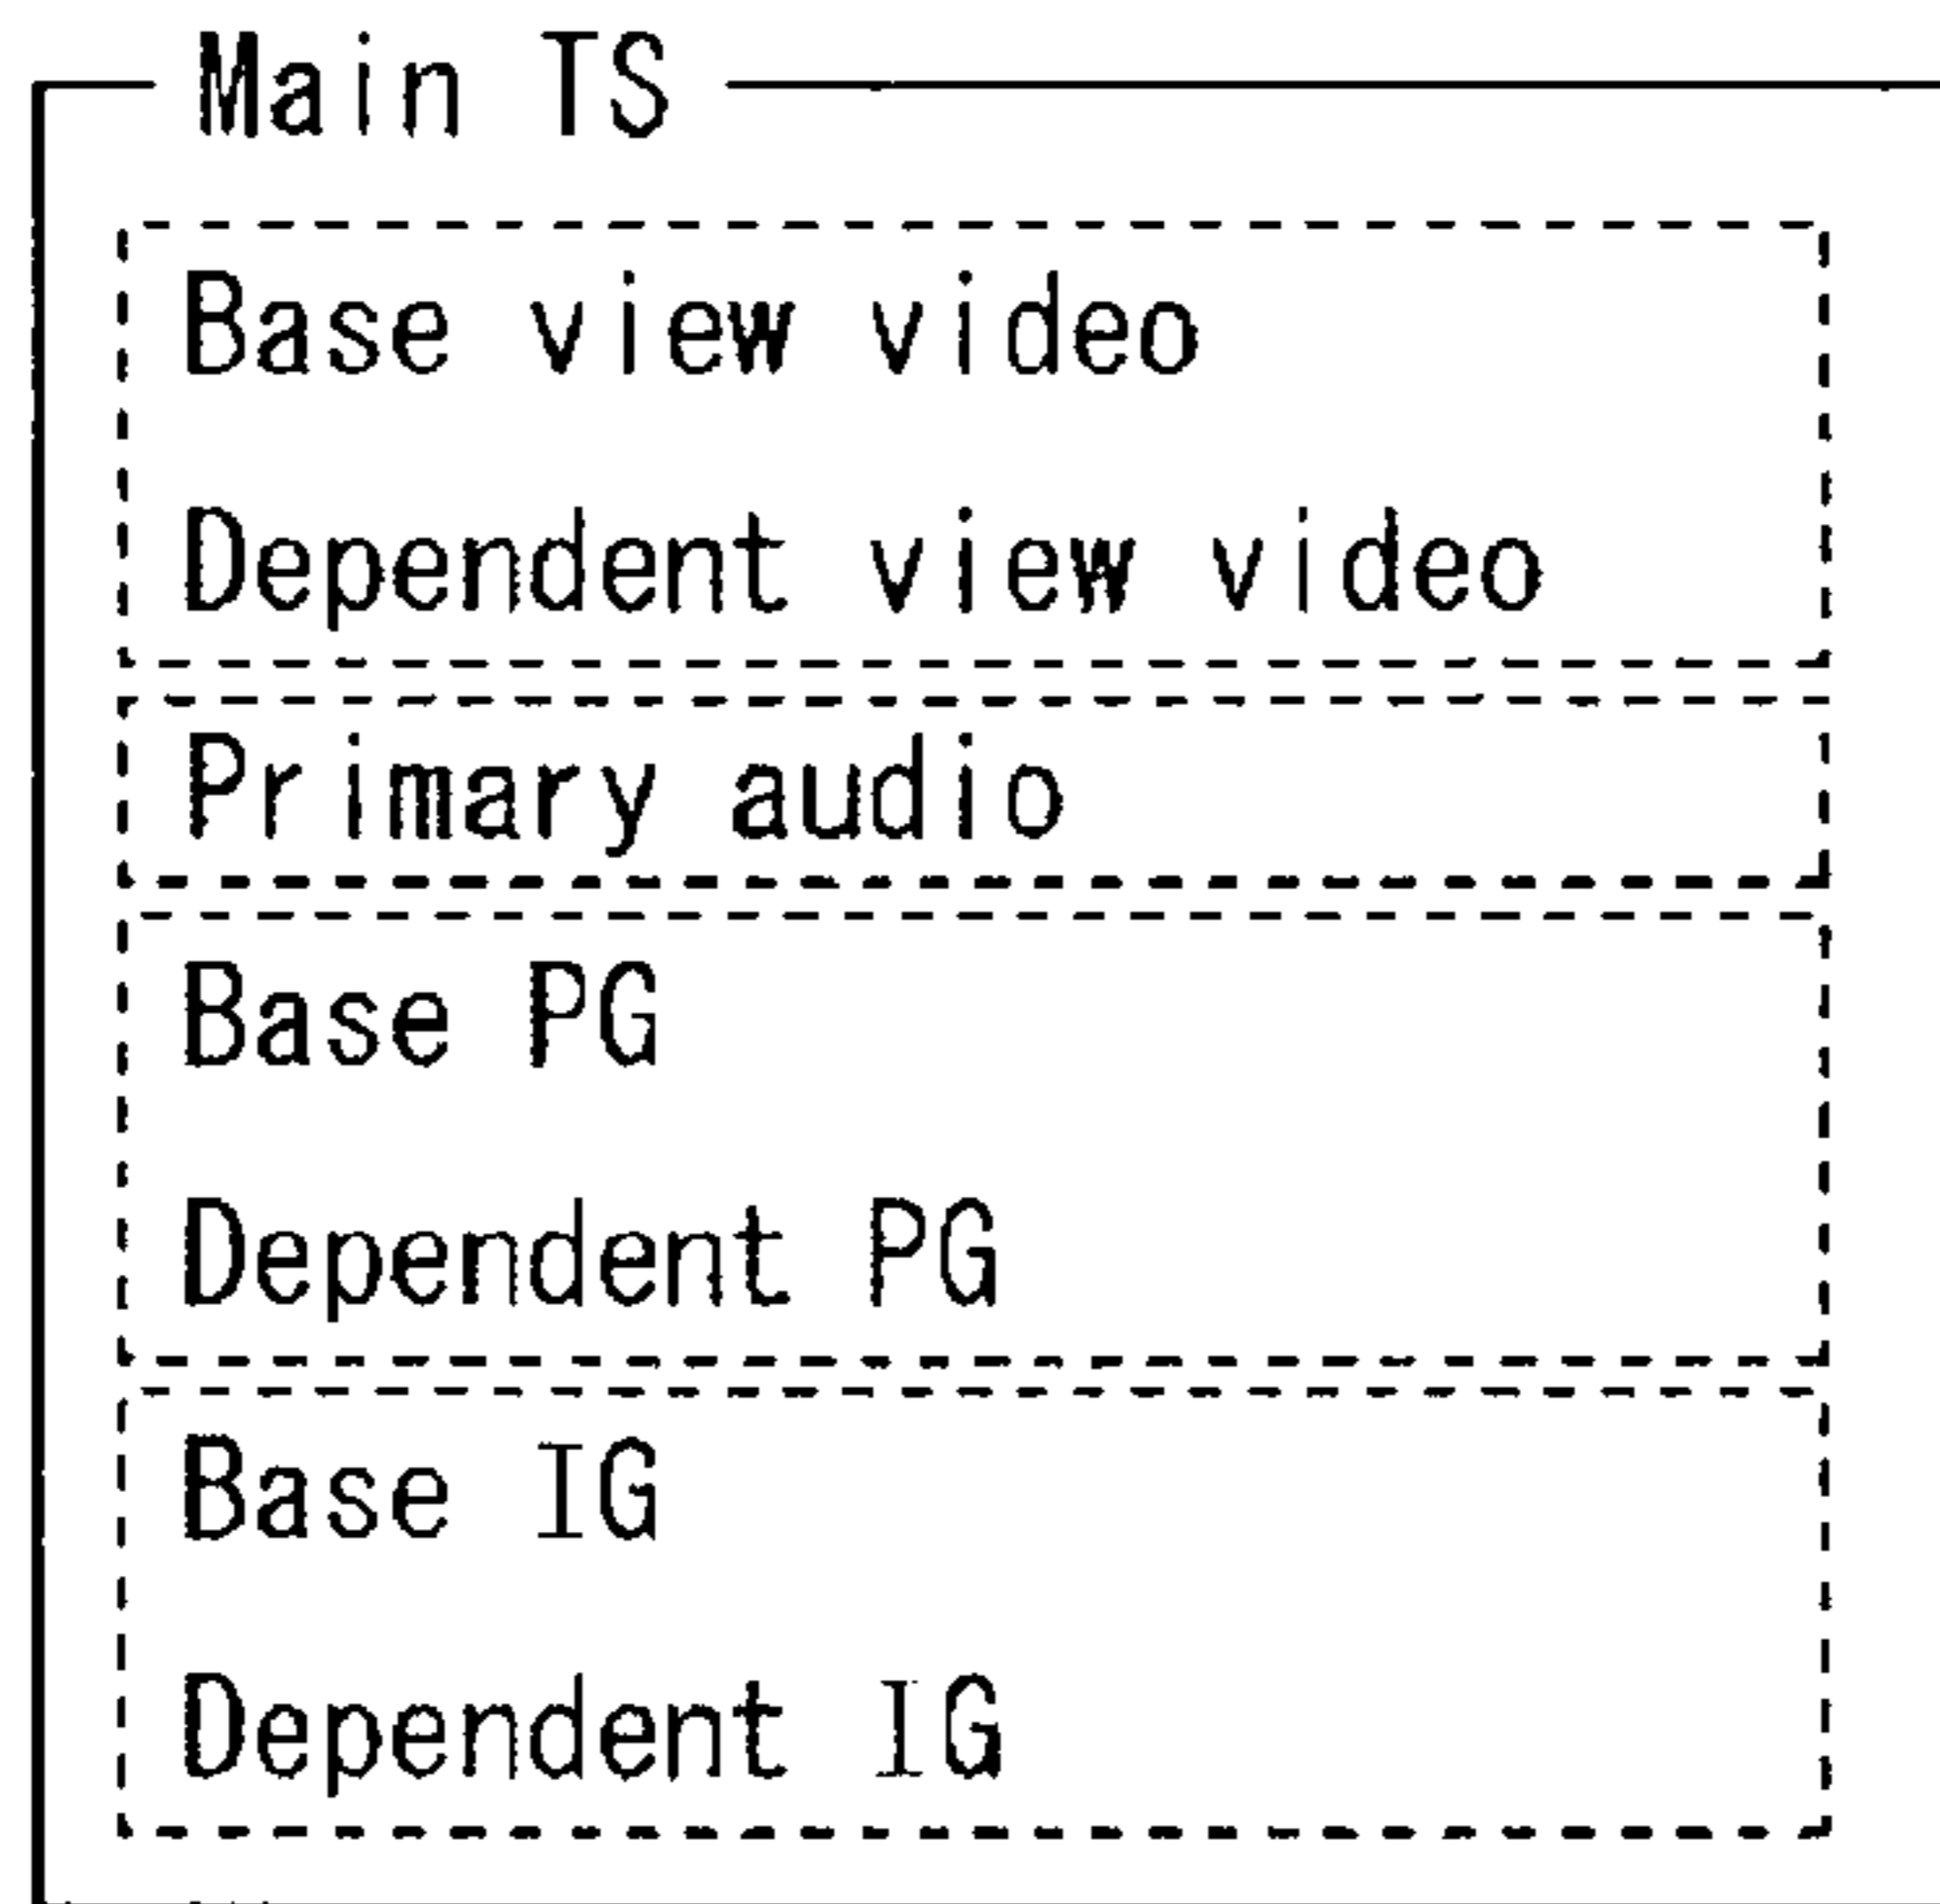 Main TS
Base view video
Dependent view video
Primary audio
Base PG
Dependent PG
Base IG
Dependent IG